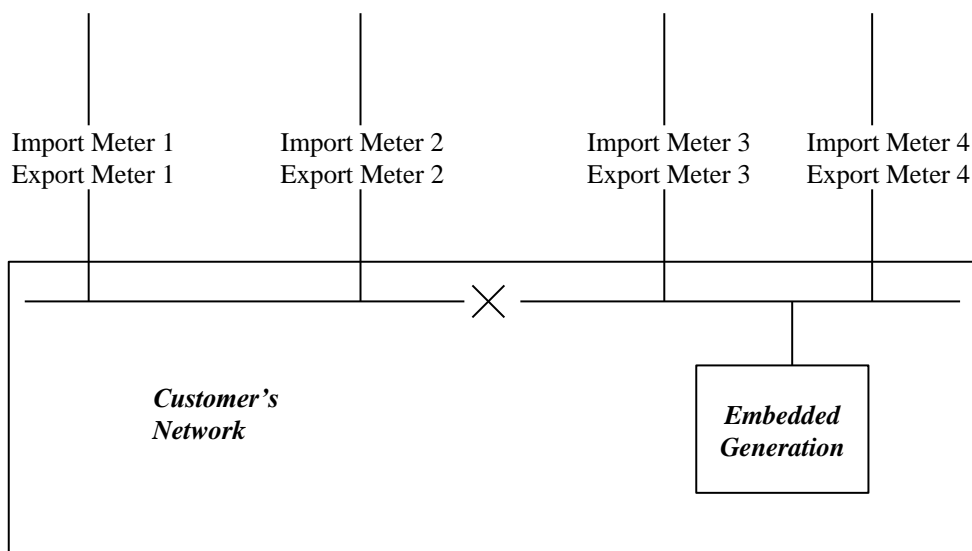 Import Meter 1
Export Meter 1
Import Meter 2
Export Meter 2
Import Meter 3
Export Meter 3
Import Meter 4
Export Meter 4
Customer’s
Network
Embedded
Generation